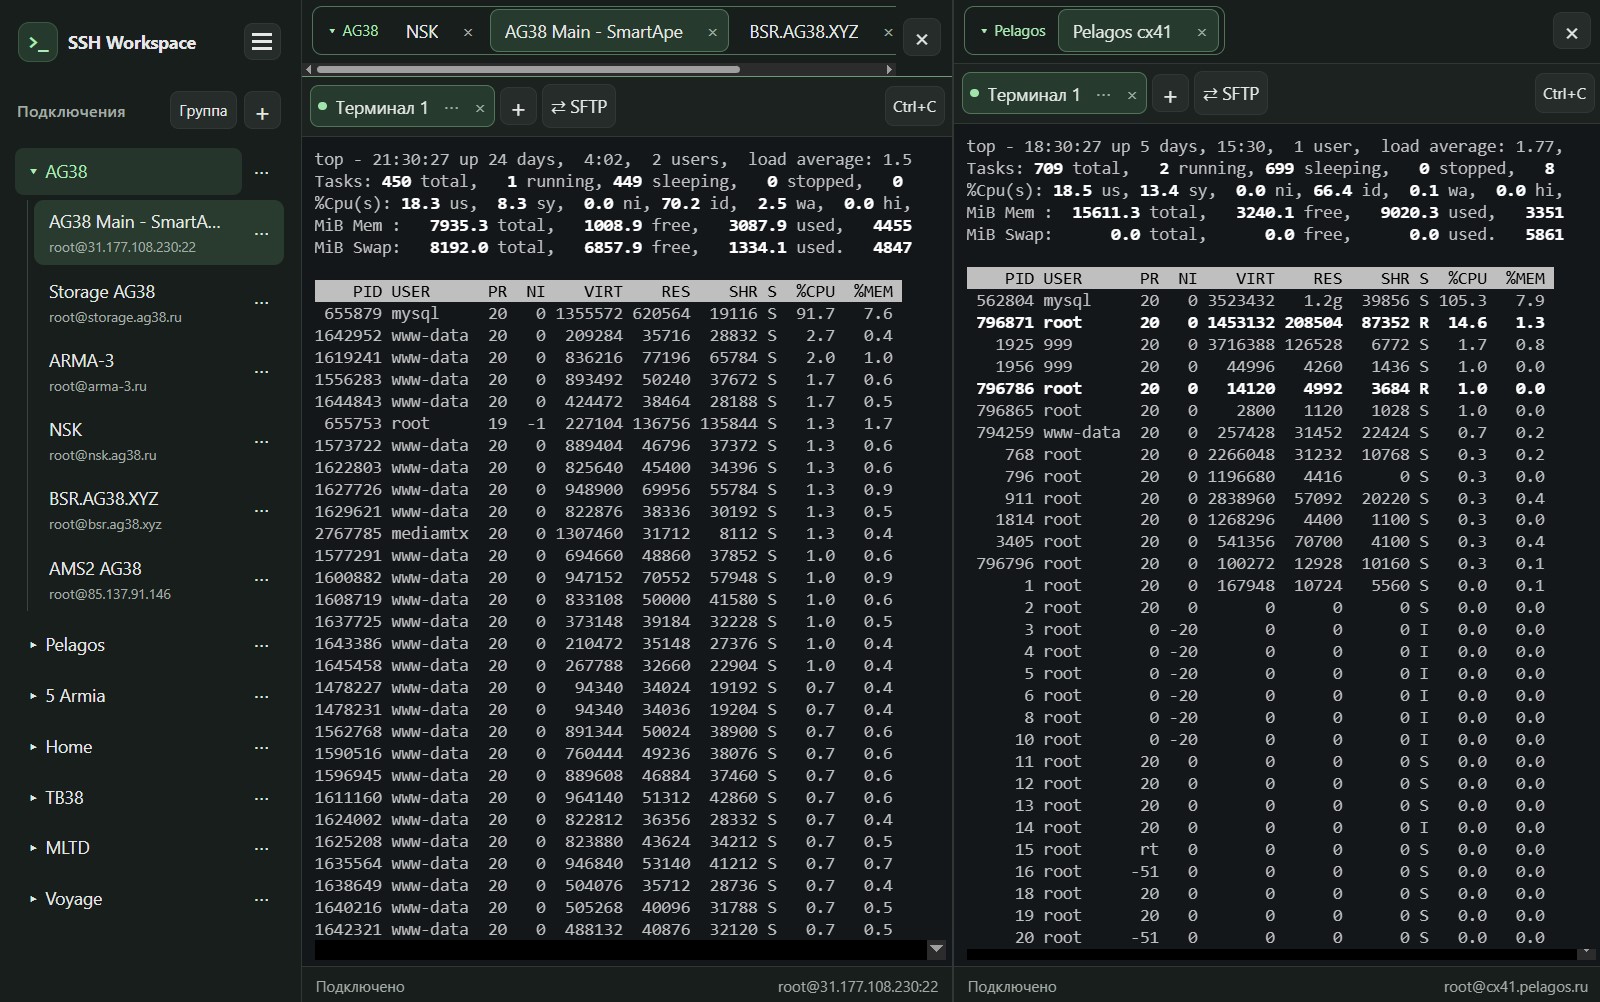 >_ SSH Workspace
Подключения Группа +
▾ AG38 ...
AG38 Main - SmartA... ...
root@31.177.108.230:22
Storage AG38 ...
root@storage.ag38.ru
ARMA-3 ...
root@arma-3.ru
NSK ...
root@nsk.ag38.ru
BSR.AG38.XYZ ...
root@bsr.ag38.xyz
AMS2 AG38 ...
root@85.137.91.146
▸ Pelagos ...
▸ 5 Armia ...
▸ Home ...
▸ TB38 ...
▸ MLTD ...
▸ Voyage ...
▾ AG38 NSK × AG38 Main - SmartApe × BSR.AG38.XYZ × ×
Терминал 1 ... × + ⇄ SFTP Ctrl+C
top - 21:30:27 up 24 days, 4:02, 2 users, load average: 1.5
Tasks: 450 total, 1 running, 449 sleeping, 0 stopped, 0
%Cpu(s): 18.3 us, 8.3 sy, 0.0 ni, 70.2 id, 2.5 wa, 0.0 hi,
MiB Mem : 7935.3 total, 1008.9 free, 3087.9 used, 4455
MiB Swap: 8192.0 total, 6857.9 free, 1334.1 used. 4847
PID USER PR NI VIRT RES SHR S %CPU %MEM
655879 mysql 20 0 1355572 620564 19116 S 91.7 7.6
1642952 www-data 20 0 209284 35716 28832 S 2.7 0.4
1619241 www-data 20 0 836216 77196 65784 S 2.0 1.0
1556283 www-data 20 0 893492 50240 37672 S 1.7 0.6
1644843 www-data 20 0 424472 38464 28188 S 1.7 0.5
655753 root 19 -1 227104 136756 135844 S 1.3 1.7
1573722 www-data 20 0 889404 46796 37372 S 1.3 0.6
1622803 www-data 20 0 825640 45400 34396 S 1.3 0.6
1627726 www-data 20 0 948900 69956 55784 S 1.3 0.9
1629621 www-data 20 0 822876 38336 30192 S 1.3 0.5
2767785 mediamtx 20 0 1307460 31712 8112 S 1.3 0.4
1577291 www-data 20 0 694660 48860 37852 S 1.0 0.6
1600882 www-data 20 0 947152 70552 57948 S 1.0 0.9
1608719 www-data 20 0 833108 50000 41580 S 1.0 0.6
1637725 www-data 20 0 373148 39184 32228 S 1.0 0.5
1643386 www-data 20 0 210472 35148 27376 S 1.0 0.4
1645458 www-data 20 0 267788 32660 22904 S 1.0 0.4
1478227 www-data 20 0 94340 34024 19192 S 0.7 0.4
1478231 www-data 20 0 94340 34036 19204 S 0.7 0.4
1562768 www-data 20 0 891344 50024 38900 S 0.7 0.6
1590516 www-data 20 0 760444 49236 38076 S 0.7 0.6
1596945 www-data 20 0 889608 46884 37460 S 0.7 0.6
1611160 www-data 20 0 964140 51312 42860 S 0.7 0.6
1624002 www-data 20 0 822812 36356 28332 S 0.7 0.4
1625208 www-data 20 0 823880 43624 34212 S 0.7 0.5
1635564 www-data 20 0 946840 53140 41212 S 0.7 0.7
1638649 www-data 20 0 504076 35712 28736 S 0.7 0.4
1640216 www-data 20 0 505268 40096 31788 S 0.7 0.5
1642321 www-data 20 0 488132 40876 32120 S 0.7 0.5
Подключено root@31.177.108.230:22
▾ Pelagos Pelagos cx41 × ×
Терминал 1 ... × + ⇄ SFTP Ctrl+C
top - 18:30:27 up 5 days, 15:30, 1 user, load average: 1.77,
Tasks: 709 total, 2 running, 699 sleeping, 0 stopped, 8
%Cpu(s): 18.5 us, 13.4 sy, 0.0 ni, 66.4 id, 0.1 wa, 0.0 hi,
MiB Mem : 15611.3 total, 3240.1 free, 9020.3 used, 3351
MiB Swap: 0.0 total, 0.0 free, 0.0 used. 5861
PID USER PR NI VIRT RES SHR S %CPU %MEM
562804 mysql 20 0 3523432 1.2g 39856 S 105.3 7.9
796871 root 20 0 1453132 208504 87352 R 14.6 1.3
1925 999 20 0 3716388 126528 6772 S 1.7 0.8
1956 999 20 0 44996 4260 1436 S 1.0 0.0
796786 root 20 0 14120 4992 3684 R 1.0 0.0
796865 root 20 0 2800 1120 1028 S 1.0 0.0
794259 www-data 20 0 257428 31452 22424 S 0.7 0.2
768 root 20 0 2266048 31232 10768 S 0.3 0.2
796 root 20 0 1196680 4416 0 S 0.3 0.0
911 root 20 0 2838960 57092 20220 S 0.3 0.4
1814 root 20 0 1268296 4400 1100 S 0.3 0.0
3405 root 20 0 541356 70700 4100 S 0.3 0.4
796796 root 20 0 100272 12928 10160 S 0.3 0.1
1 root 20 0 167948 10724 5560 S 0.0 0.1
2 root 20 0 0 0 0 S 0.0 0.0
3 root 0 -20 0 0 0 I 0.0 0.0
4 root 0 -20 0 0 0 I 0.0 0.0
5 root 0 -20 0 0 0 I 0.0 0.0
6 root 0 -20 0 0 0 I 0.0 0.0
8 root 0 -20 0 0 0 I 0.0 0.0
10 root 0 -20 0 0 0 I 0.0 0.0
11 root 20 0 0 0 0 S 0.0 0.0
12 root 20 0 0 0 0 S 0.0 0.0
13 root 20 0 0 0 0 S 0.0 0.0
14 root 20 0 0 0 0 I 0.0 0.0
15 root rt 0 0 0 0 S 0.0 0.0
16 root -51 0 0 0 0 S 0.0 0.0
18 root 20 0 0 0 0 S 0.0 0.0
19 root 20 0 0 0 0 S 0.0 0.0
20 root -51 0 0 0 0 S 0.0 0.0
Подключено root@cx41.pelagos.ru